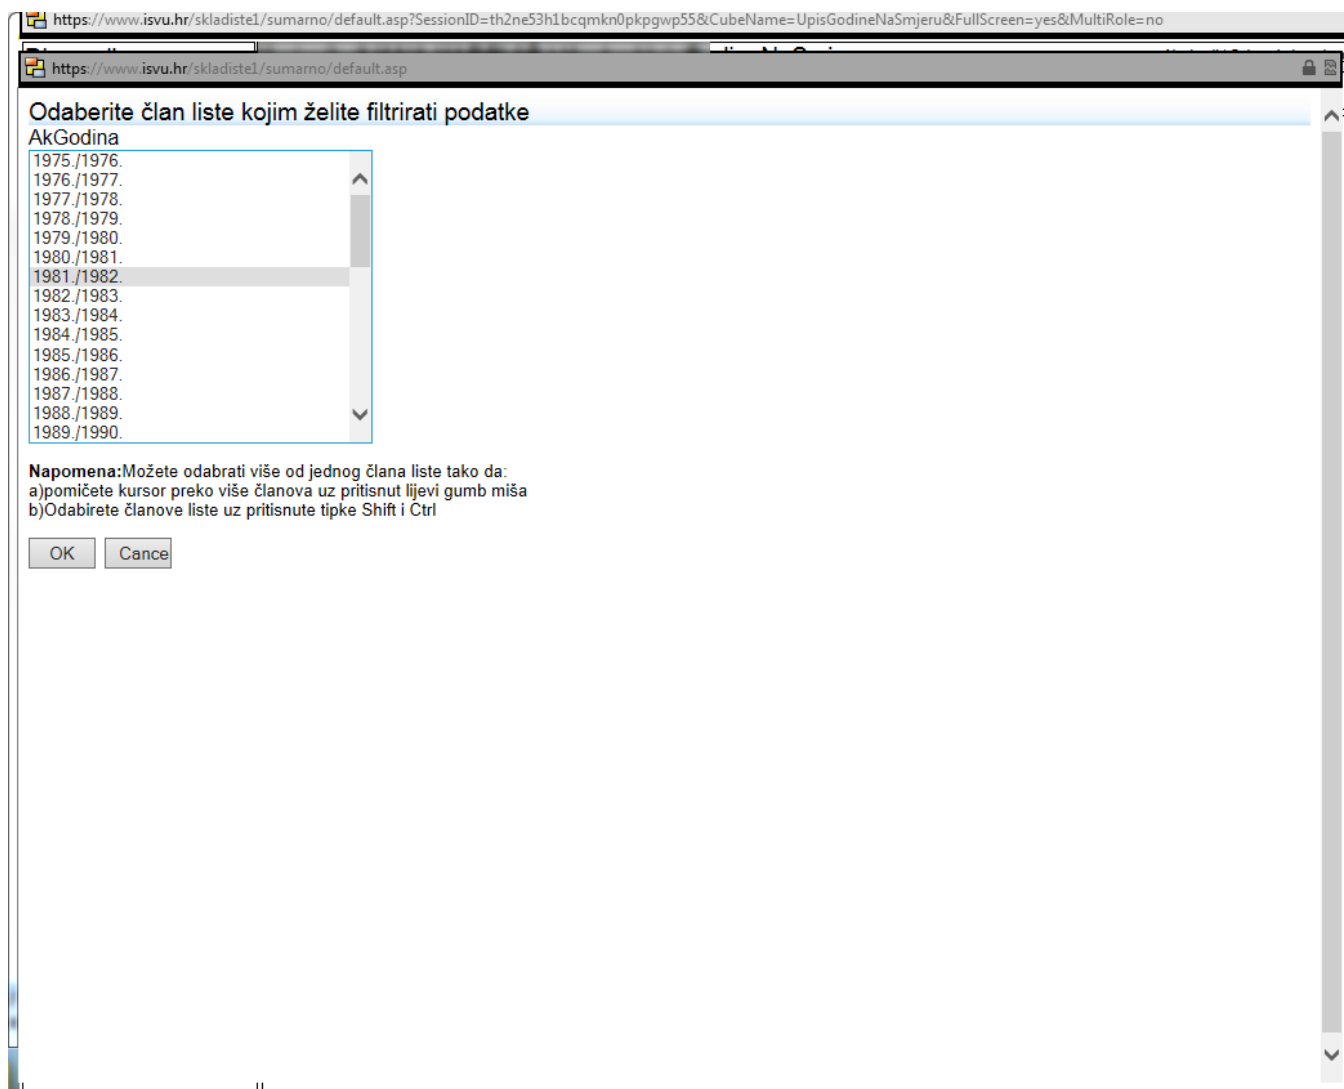 https://www.isvu.hr/skladiste1/sumarno/default.asp?SessionID=th2ne53h1bcqmkn0pkpgwp55&CubeName=UpisGodineNaSmjeru&FullScreen=yes&MultiRole=no
https://www.isvu.hr/skladiste1/sumarno/default.asp
Odaberite član liste kojim želite filtrirati podatke
AkGodina
1975./1976.
1976./1977.
1977./1978.
1978./1979.
1979./1980.
1980./1981.
1981./1982.
1982./1983.
1983./1984.
1984./1985.
1985./1986.
1986./1987.
1987./1988.
1988./1989.
1989./1990.
Napomena:Možete odabrati više od jednog člana liste tako da:
a)pomičete kursor preko više članova uz pritisnut lijevi gumb miša
b)Odabirete članove liste uz pritisnute tipke Shift i Ctrl
OK Cance